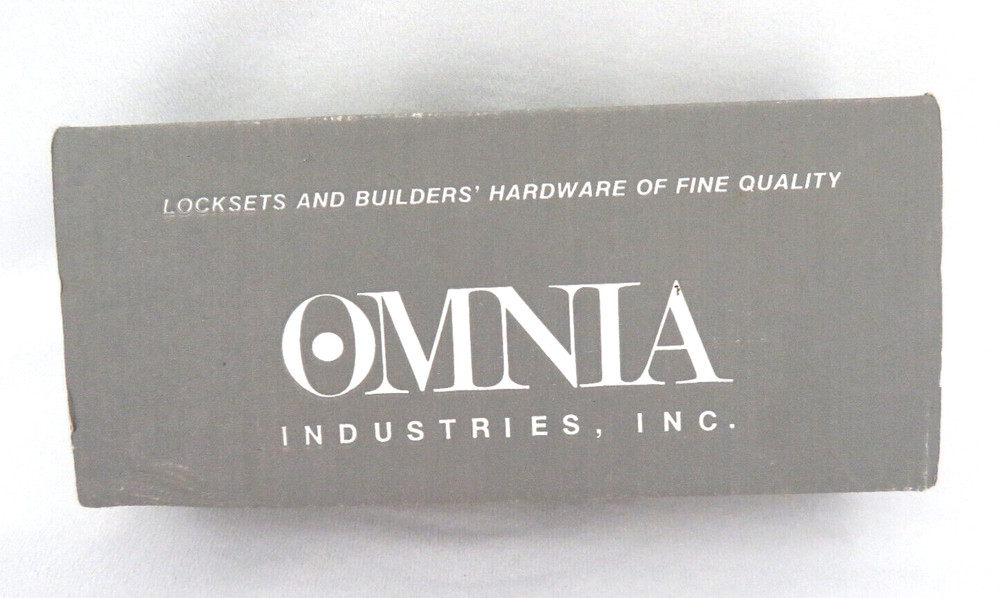 LOCKSETS AND BUILDERS' HARDWARE OF FINE QUALITY
OMNIA
INDUSTRIES, INC.